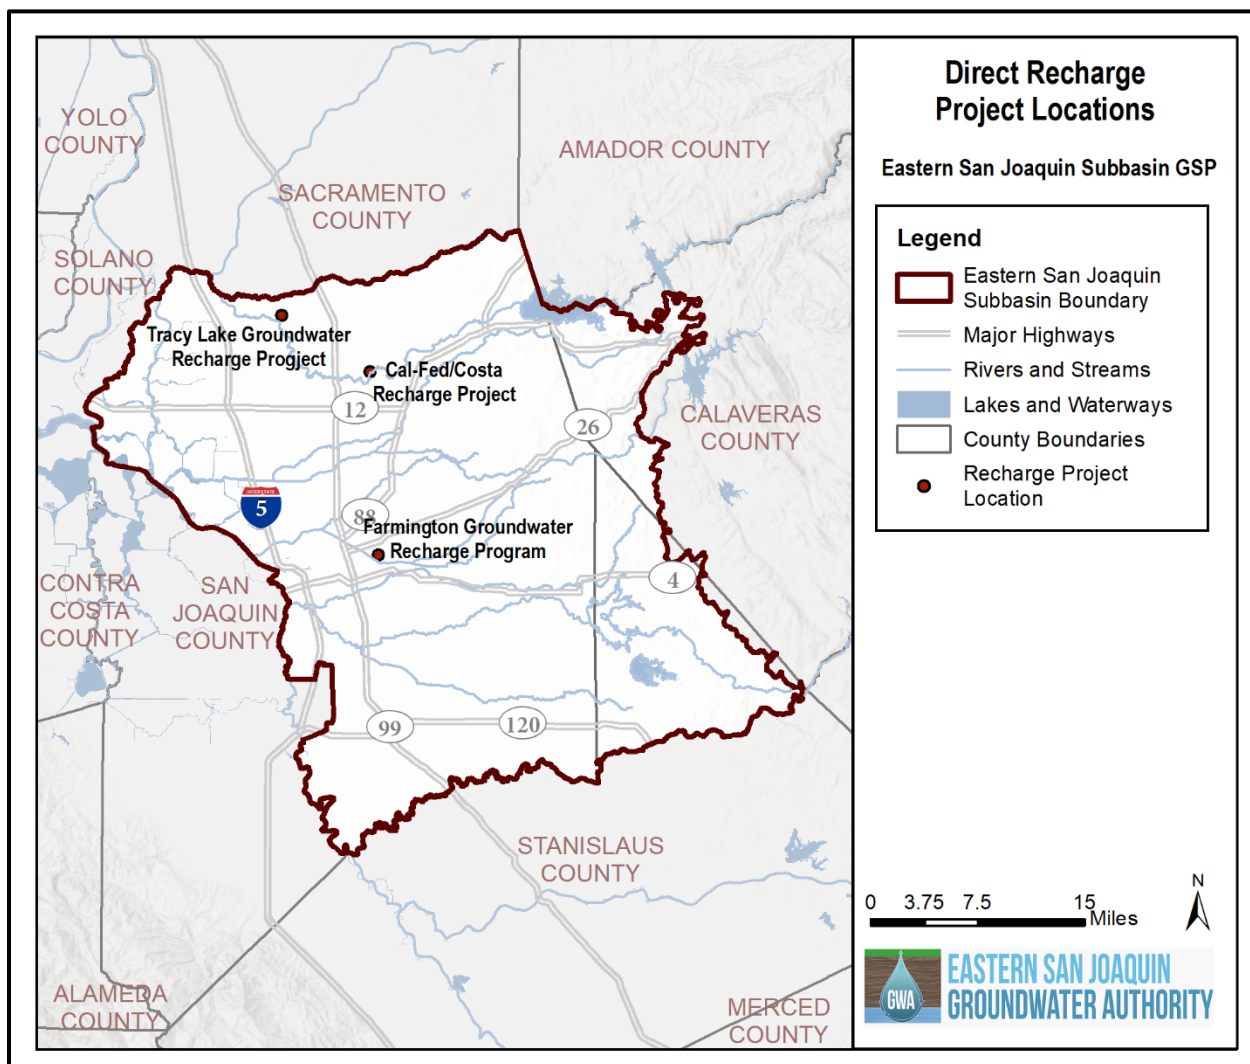 Direct Recharge
Project Locations
Eastern San Joaquin Subbasin GSP
Legend
Eastern San Joaquin
Subbasin Boundary
Major Highways
Rivers and Streams
Lakes and Waterways
County Boundaries
Recharge Project
Location
YOLO
COUNTY
AMADOR COUNTY
SACRAMENTO
COUNTY
SOLANO
COUNTY
Tracy Lake Groundwater
Recharge Progject
Cal-Fed/Costa
Recharge Project
12
26
CALAVERAS
COUNTY
INTERSTATE
5
88
Farmington Groundwater
Recharge Program
4
CONTRA
COSTA
COUNTY
SAN
JOAQUIN
COUNTY
99
120
STANISLAUS
COUNTY
ALAMEDA
COUNTY
MERCED
COUNTY
N
0 3.75 7.5 15
Miles
GWA
EASTERN SAN JOAQUIN
GROUNDWATER AUTHORITY